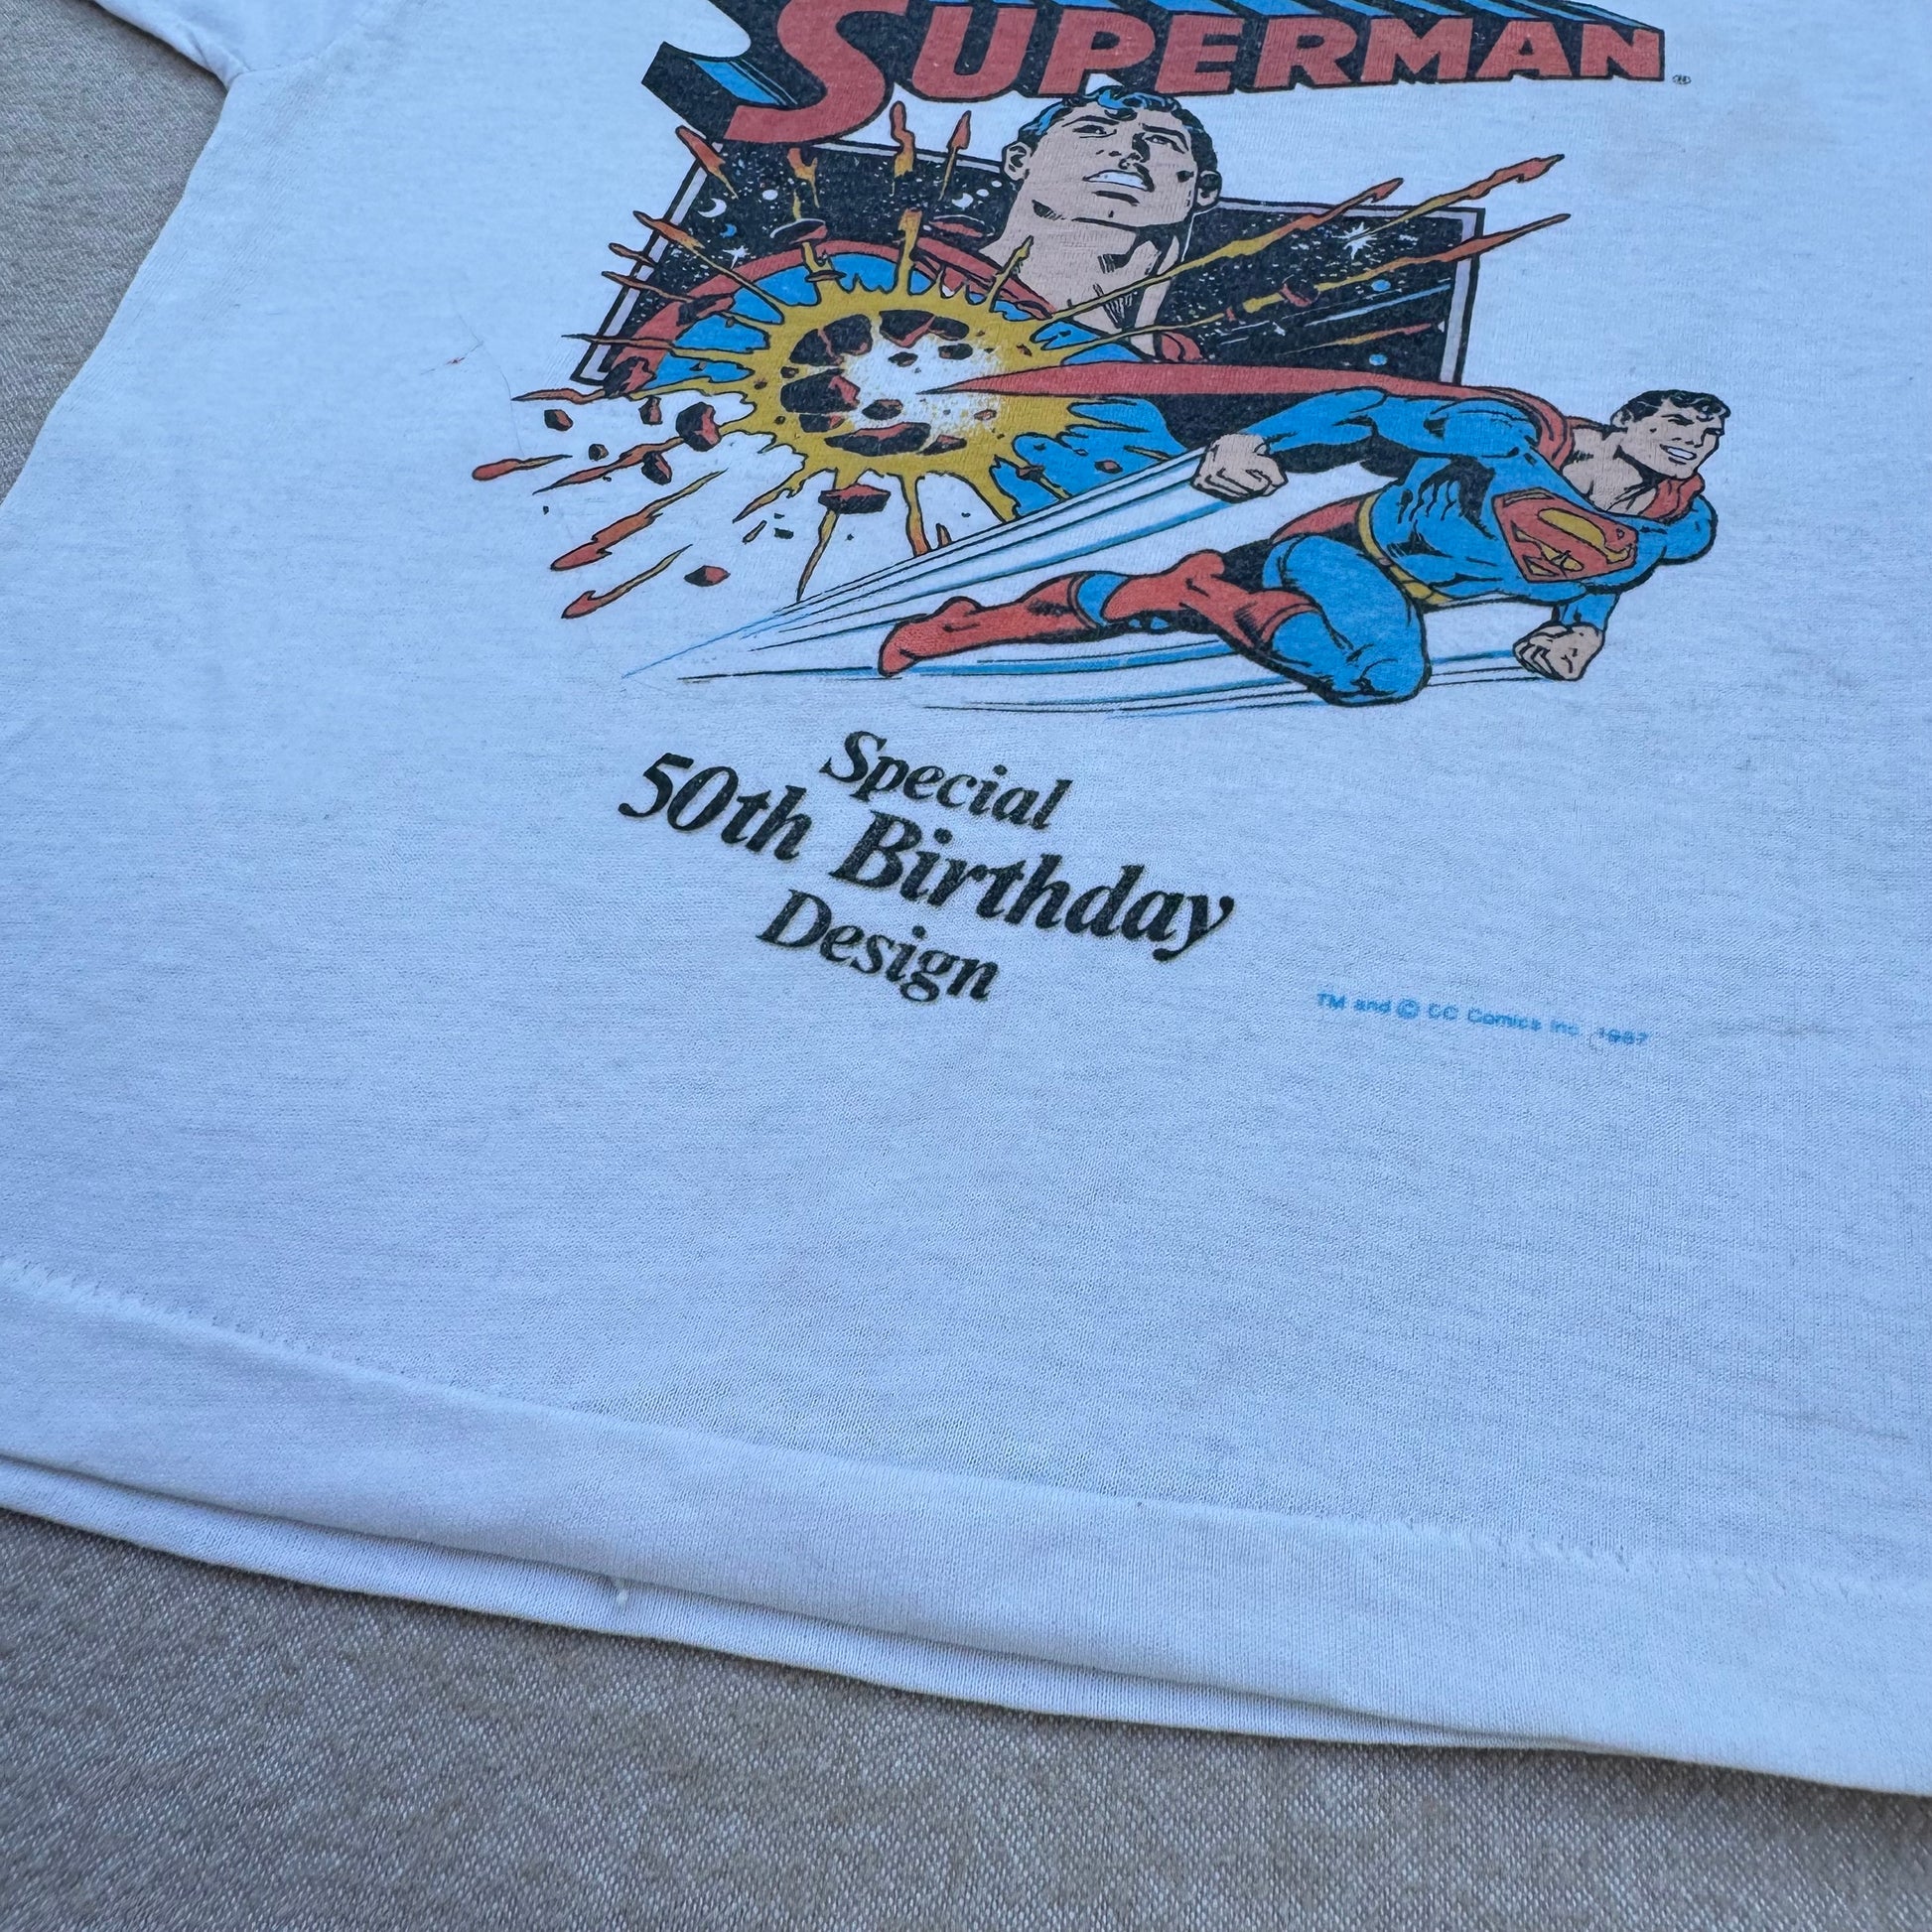 SUPERMAN®
Special
50th Birthday
Design
TM and © DC Comics Inc. 1987